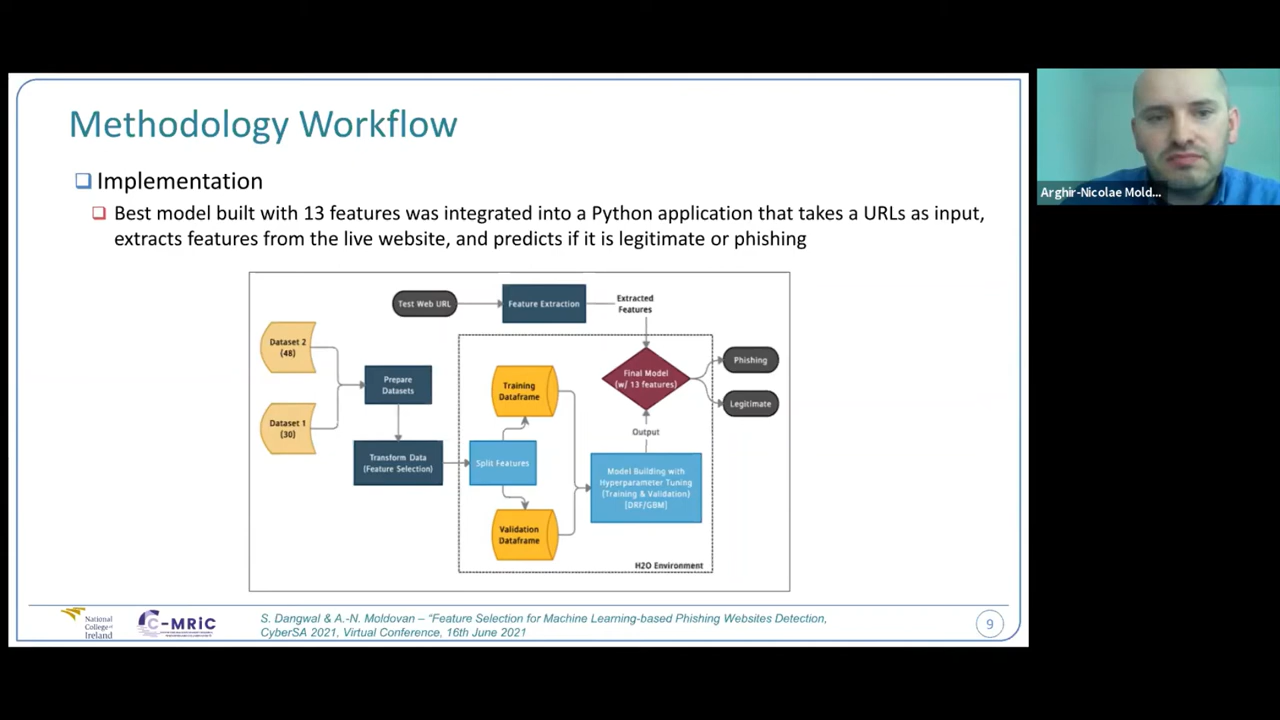 Methodology Workflow
Implementation
Best model built with 13 features was integrated into a Python application that takes a URLs as input,
extracts features from the live website, and predicts if it is legitimate or phishing
Arghir-Nicolae Mold...
Test Web URL
Feature Extraction
Extracted
Features
Dataset 2
(48)
Prepare
Datasets
Dataset 1
(30)
Transform Data
(Feature Selection)
Split Features
Training
Dataframe
Validation
Dataframe
Final Model
(w/ 13 features)
Phishing
Legitimate
Output
Model Building with
Hyperparameter Tuning
(Training & Validation)
[DRF/GBM]
H2O Environment
National
College of
Ireland
C-MRiC
S. Dangwal & A.-N. Moldovan – "Feature Selection for Machine Learning-based Phishing Websites Detection,
CyberSA 2021, Virtual Conference, 16th June 2021
9